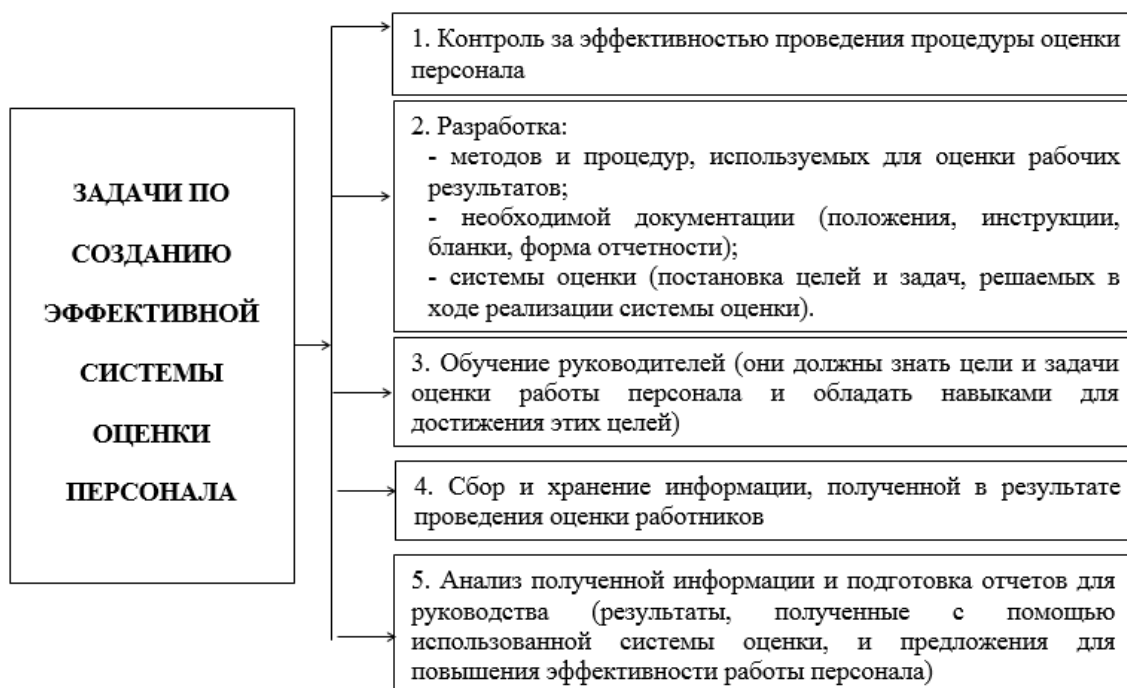 ЗАДАЧИ ПО
СОЗДАНИЮ
ЭФФЕКТИВНОЙ
СИСТЕМЫ
ОЦЕНКИ
ПЕРСОНАЛА
1. Контроль за эффективностью проведения процедуры оценки
персонала
2. Разработка:
- методов и процедур, используемых для оценки рабочих
результатов;
- необходимой документации (положения, инструкции,
бланки, форма отчетности);
- системы оценки (постановка целей и задач, решаемых в
ходе реализации системы оценки).
3. Обучение руководителей (они должны знать цели и задачи
оценки работы персонала и обладать навыками для
достижения этих целей)
4. Сбор и хранение информации, полученной в результате
проведения оценки работников
5. Анализ полученной информации и подготовка отчетов для
руководства (результаты, полученные с помощью
использованной системы оценки, и предложения для
повышения эффективности работы персонала)